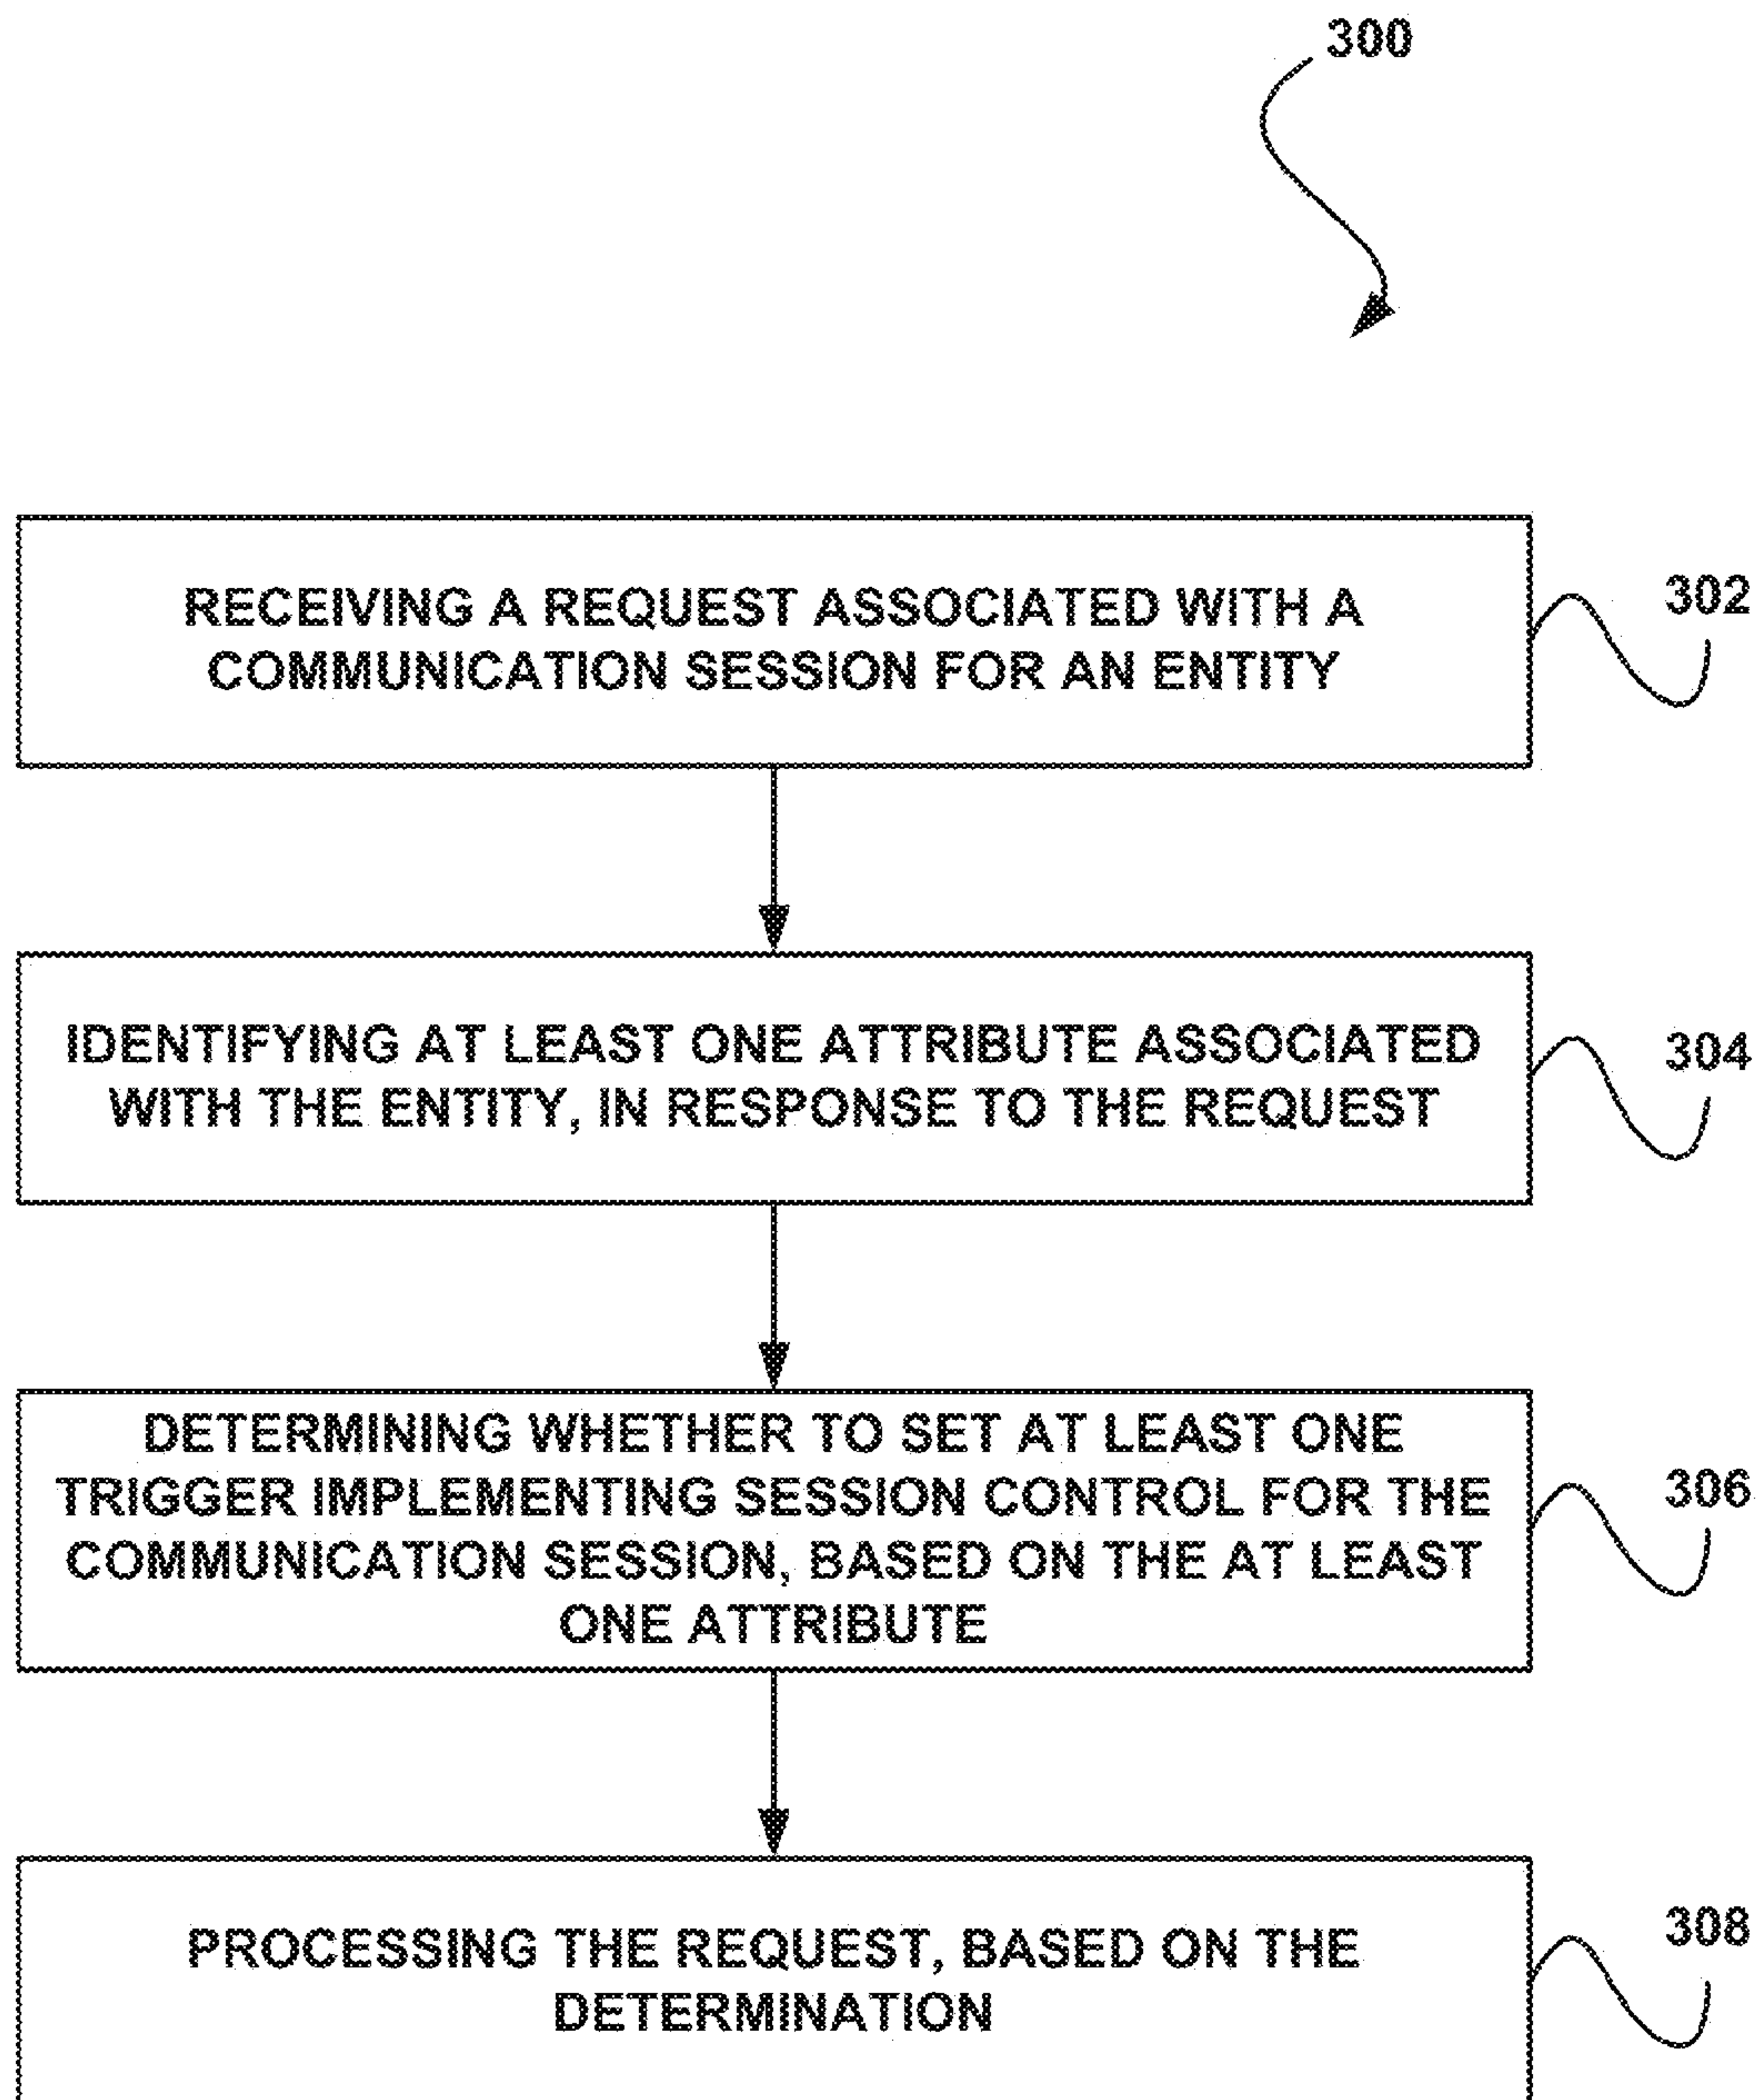 300
RECEIVING A REQUEST ASSOCIATED WITH A
COMMUNICATION SESSION FOR AN ENTITY
302
IDENTIFYING AT LEAST ONE ATTRIBUTE ASSOCIATED
WITH THE ENTITY, IN RESPONSE TO THE REQUEST
304
DETERMINING WHETHER TO SET AT LEAST ONE
TRIGGER IMPLEMENTING SESSION CONTROL FOR THE
COMMUNICATION SESSION, BASED ON THE AT LEAST
ONE ATTRIBUTE
306
PROCESSING THE REQUEST, BASED ON THE
DETERMINATION
308